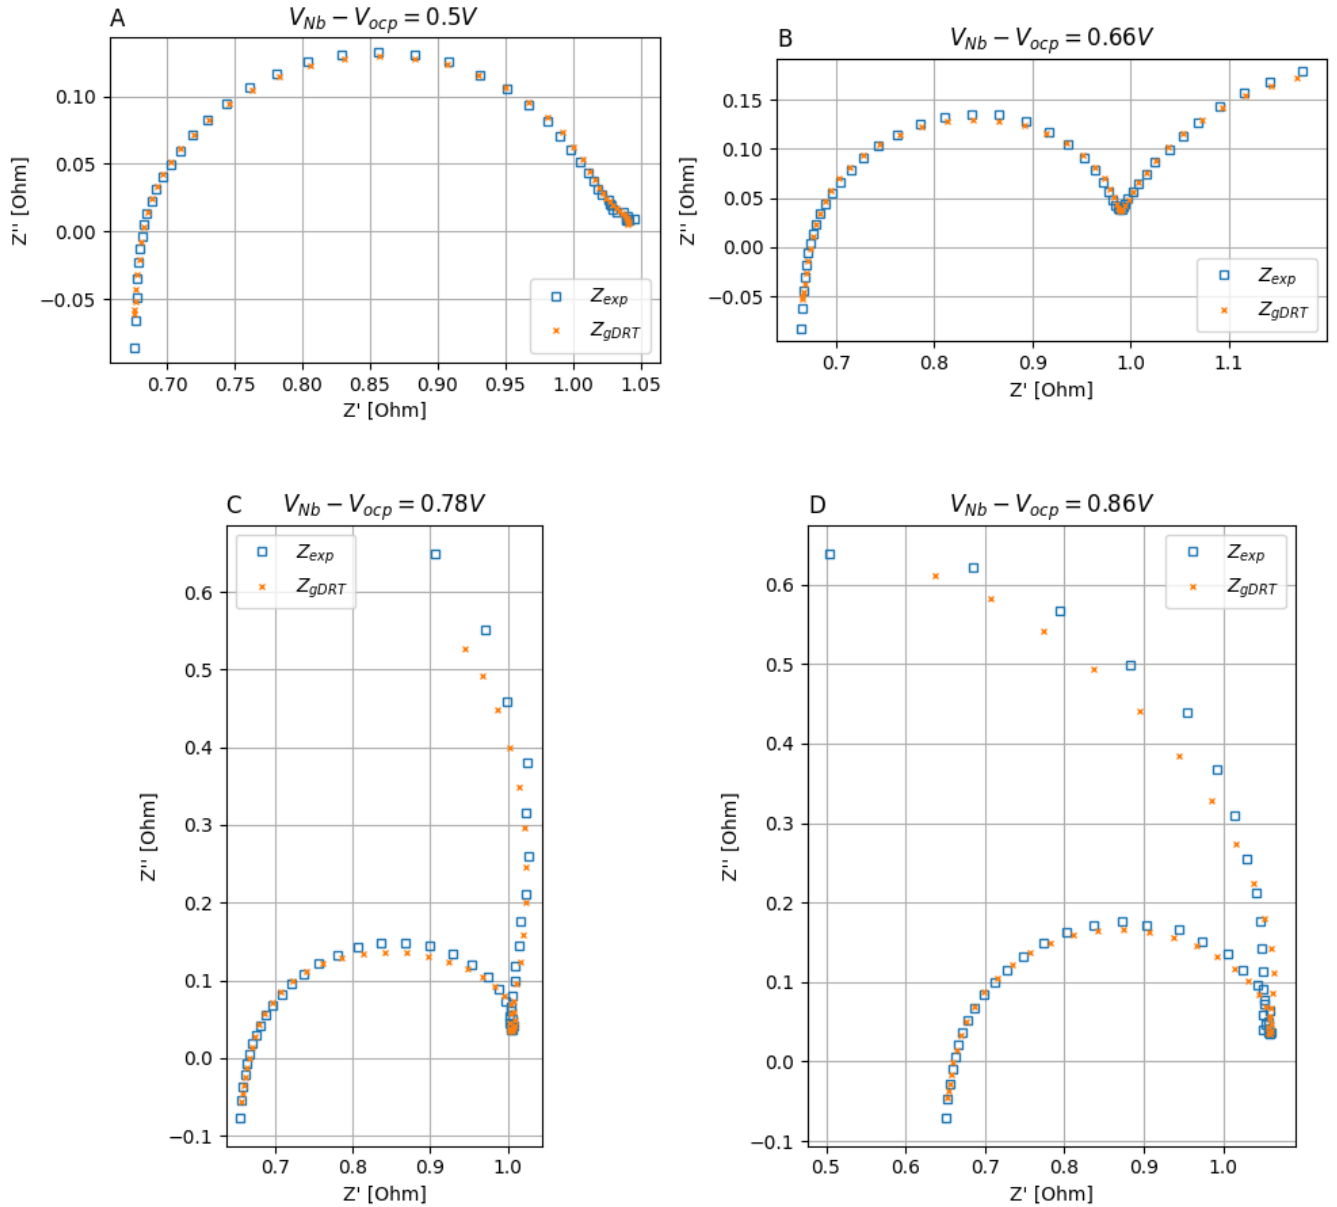 A
V_Nb − V_ocp = 0.5V
0.10
0.05
0.00
−0.05
Z'' [Ohm]
Z_exp
Z_gDRT
0.70 0.75 0.80 0.85 0.90 0.95 1.00 1.05
Z' [Ohm]
B
V_Nb − V_ocp = 0.66V
0.15
0.10
0.05
0.00
−0.05
Z'' [Ohm]
Z_exp
Z_gDRT
0.7 0.8 0.9 1.0 1.1
Z' [Ohm]
C
V_Nb − V_ocp = 0.78V
Z_exp
Z_gDRT
0.6
0.5
0.4
0.3
0.2
0.1
0.0
−0.1
Z'' [Ohm]
0.7 0.8 0.9 1.0
Z' [Ohm]
D
V_Nb − V_ocp = 0.86V
Z_exp
Z_gDRT
0.6
0.5
0.4
0.3
0.2
0.1
0.0
−0.1
Z'' [Ohm]
0.5 0.6 0.7 0.8 0.9 1.0
Z' [Ohm]